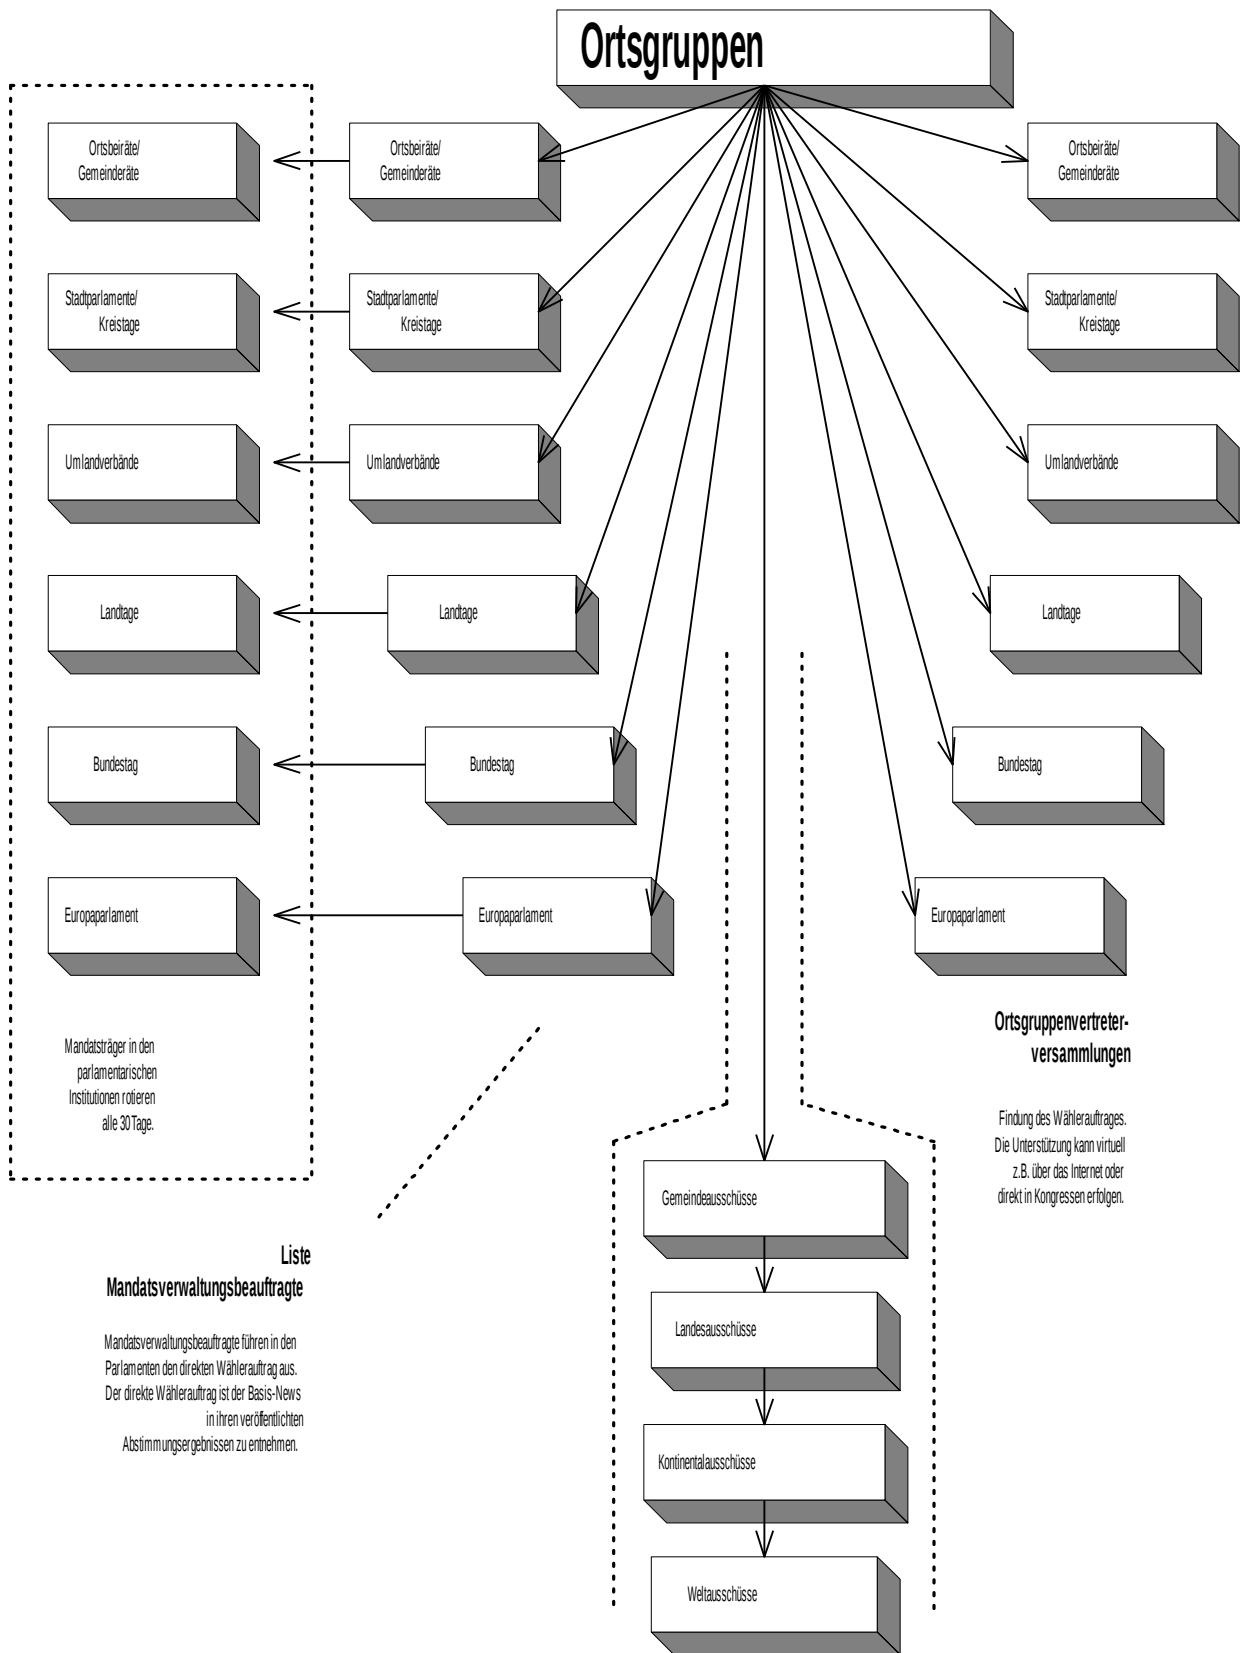 Ortsgruppen
Ortsbeiräte/
Gemeinderäte
Ortsbeiräte/
Gemeinderäte
Ortsbeiräte/
Gemeinderäte
Stadtparlamente/
Kreistage
Stadtparlamente/
Kreistage
Stadtparlamente/
Kreistage
Umlandverbände
Umlandverbände
Umlandverbände
Landtage
Landtage
Landtage
Bundestag
Bundestag
Bundestag
Europaparlament
Europaparlament
Europaparlament
Mandatsträger in den
parlamentarischen
Institutionen rotieren
alle 30 Tage.
Ortsgruppenvertreter-
versammlungen
Findung des Wählerauftrages.
Die Unterstützung kann virtuell
z.B. über das Internet oder
direkt in Kongressen erfolgen.
Gemeindeausschüsse
Landesausschüsse
Kontinentalausschüsse
Weltausschüsse
Liste
Mandatsverwaltungsbeauftragte
Mandatsverwaltungsbeauftragte führen in den
Parlamenten den direkten Wählerauftrag aus.
Der direkte Wählerauftrag ist der Basis-News
in ihren veröffentlichten
Abstimmungsergebnissen zu entnehmen.